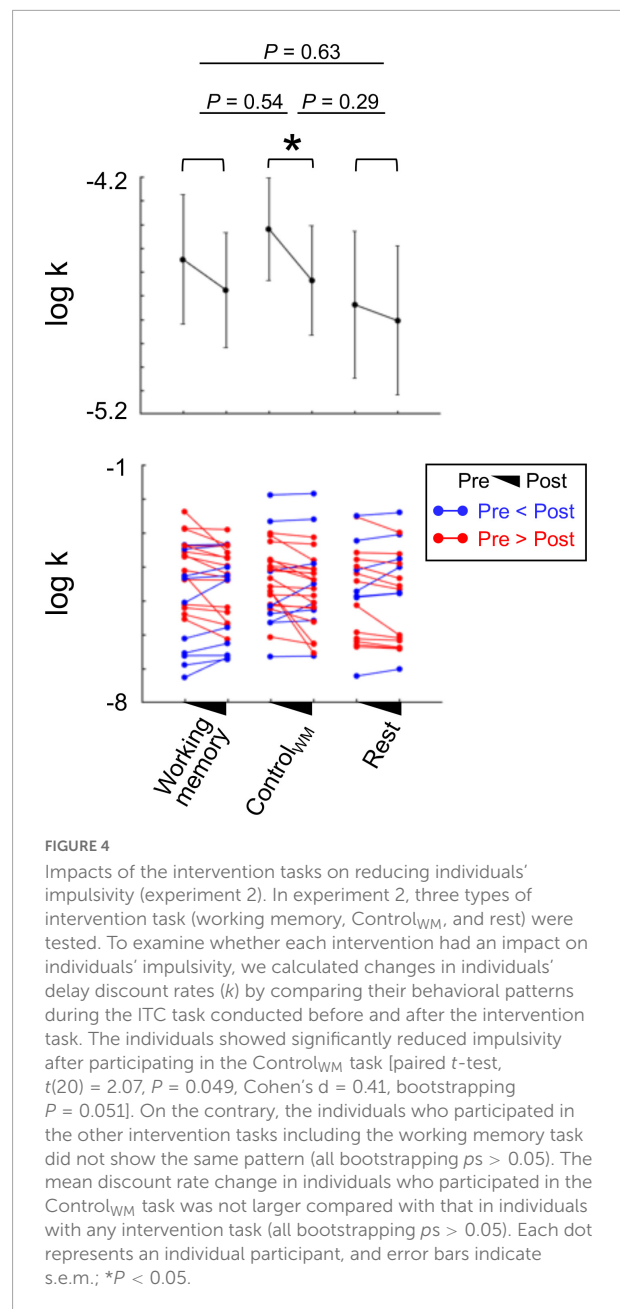 P = 0.63
P = 0.54 P = 0.29
*
-4.2
log k
-5.2
-1
Pre Post
Pre < Post
Pre > Post
log k
-8
Working
memory
ControlWM
Rest
FIGURE 4
Impacts of the intervention tasks on reducing individuals’
impulsivity (experiment 2). In experiment 2, three types of
intervention task (working memory, ControlWM, and rest) were
tested. To examine whether each intervention had an impact on
individuals’ impulsivity, we calculated changes in individuals’
delay discount rates (k) by comparing their behavioral patterns
during the ITC task conducted before and after the intervention
task. The individuals showed significantly reduced impulsivity
after participating in the ControlWM task [paired t-test,
t(20) = 2.07, P = 0.049, Cohen’s d = 0.41, bootstrapping
P = 0.051]. On the contrary, the individuals who participated in
the other intervention tasks including the working memory task
did not show the same pattern (all bootstrapping ps > 0.05). The
mean discount rate change in individuals who participated in the
ControlWM task was not larger compared with that in individuals
with any intervention task (all bootstrapping ps > 0.05). Each dot
represents an individual participant, and error bars indicate
s.e.m.; *P < 0.05.